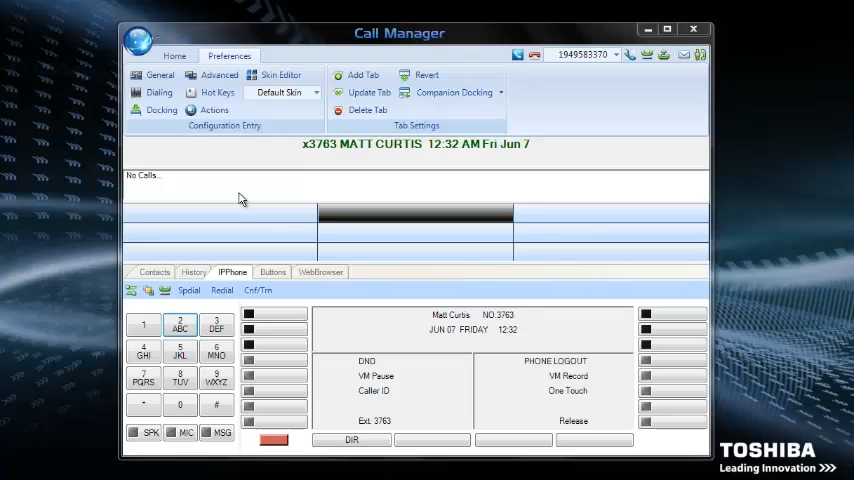 Call Manager
Home Preferences
1949583370
General Advanced Skin Editor
Dialing Hot Keys Default Skin
Docking Actions
Configuration Entry
Add Tab Revert
Update Tab Companion Docking
Delete Tab
Tab Settings
x3763 MATT CURTIS 12:32 AM Fri Jun 7
No Calls...
Contacts History IPPhone Buttons WebBrowser
Spdial Redial Cnf/Trn
1 2 ABC 3 DEF
4 GHI 5 JKL 6 MNO
7 PQRS 8 TUV 9 WXYZ
* 0 #
SPK MIC MSG
Matt Curtis NO.3763
JUN 07 FRIDAY 12:32
DND PHONE LOGOUT
VM Pause VM Record
Caller ID One Touch
Ext. 3763 Release
DIR
TOSHIBA
Leading Innovation >>>